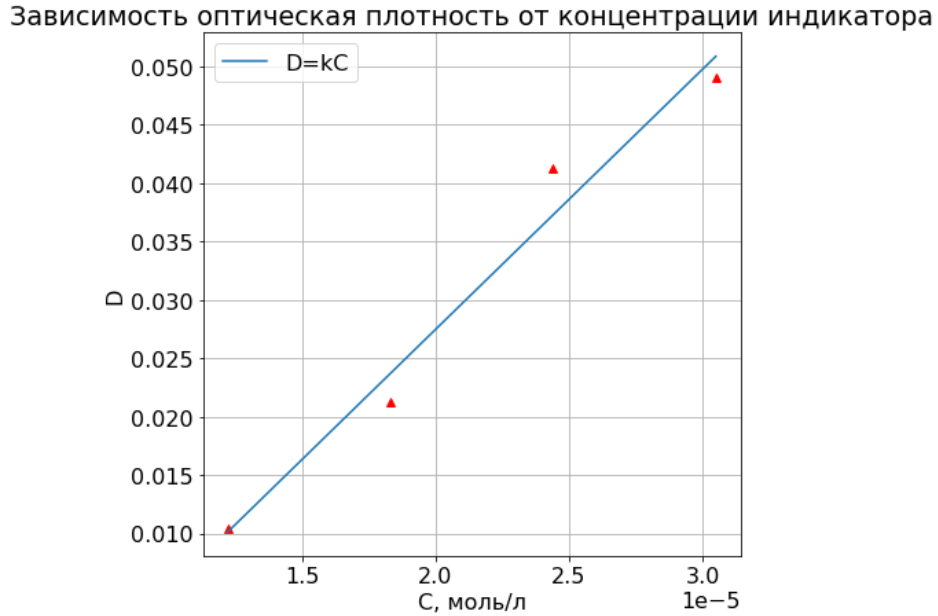 Зависимость оптическая плотность от концентрации индикатора
D=kC
0.050
0.045
0.040
0.035
0.030
0.025
0.020
0.015
0.010
D
1.5 2.0 2.5 3.0
1e−5
С, моль/л